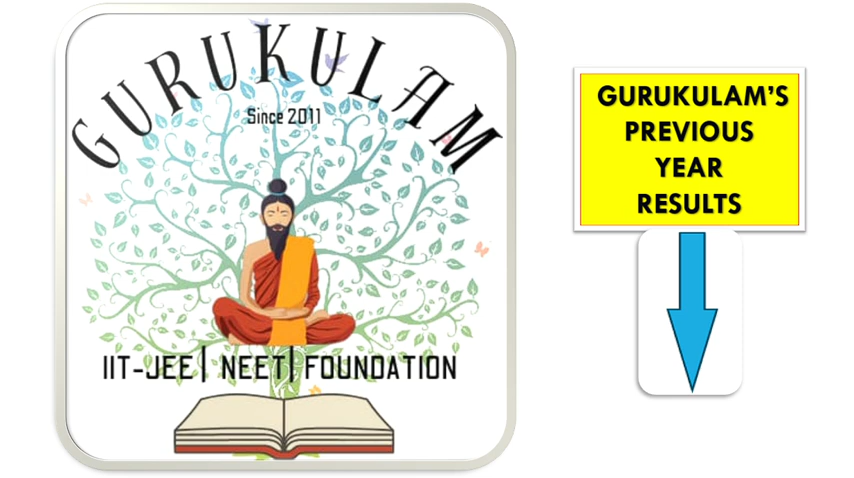 GURUKULAM
Since 2011
IIT-JEE| NEET| FOUNDATION
GURUKULAM'S
PREVIOUS
YEAR
RESULTS